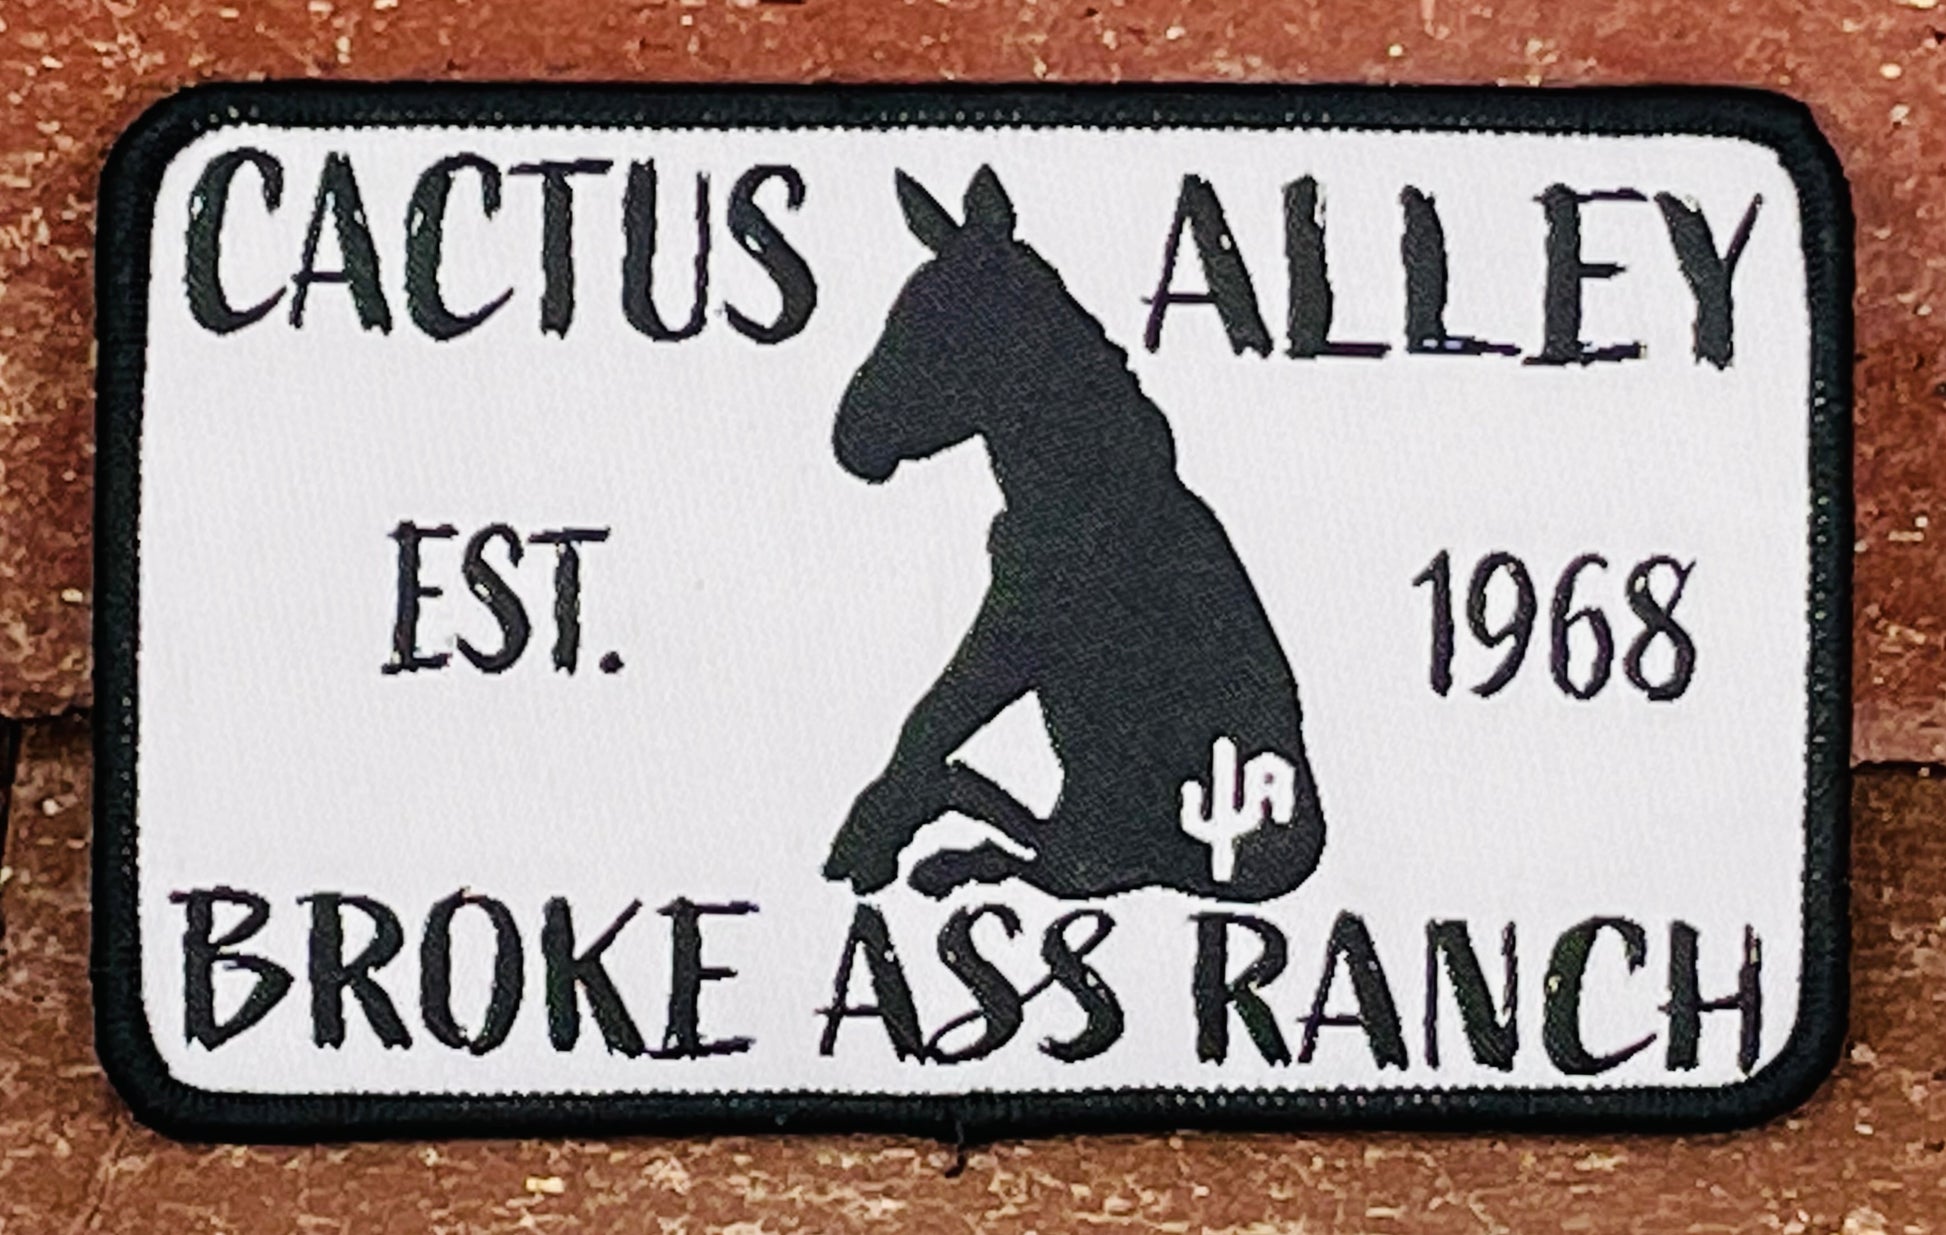 CACTUS ALLEY
EST. 1968
A
BROKE ASS RANCH